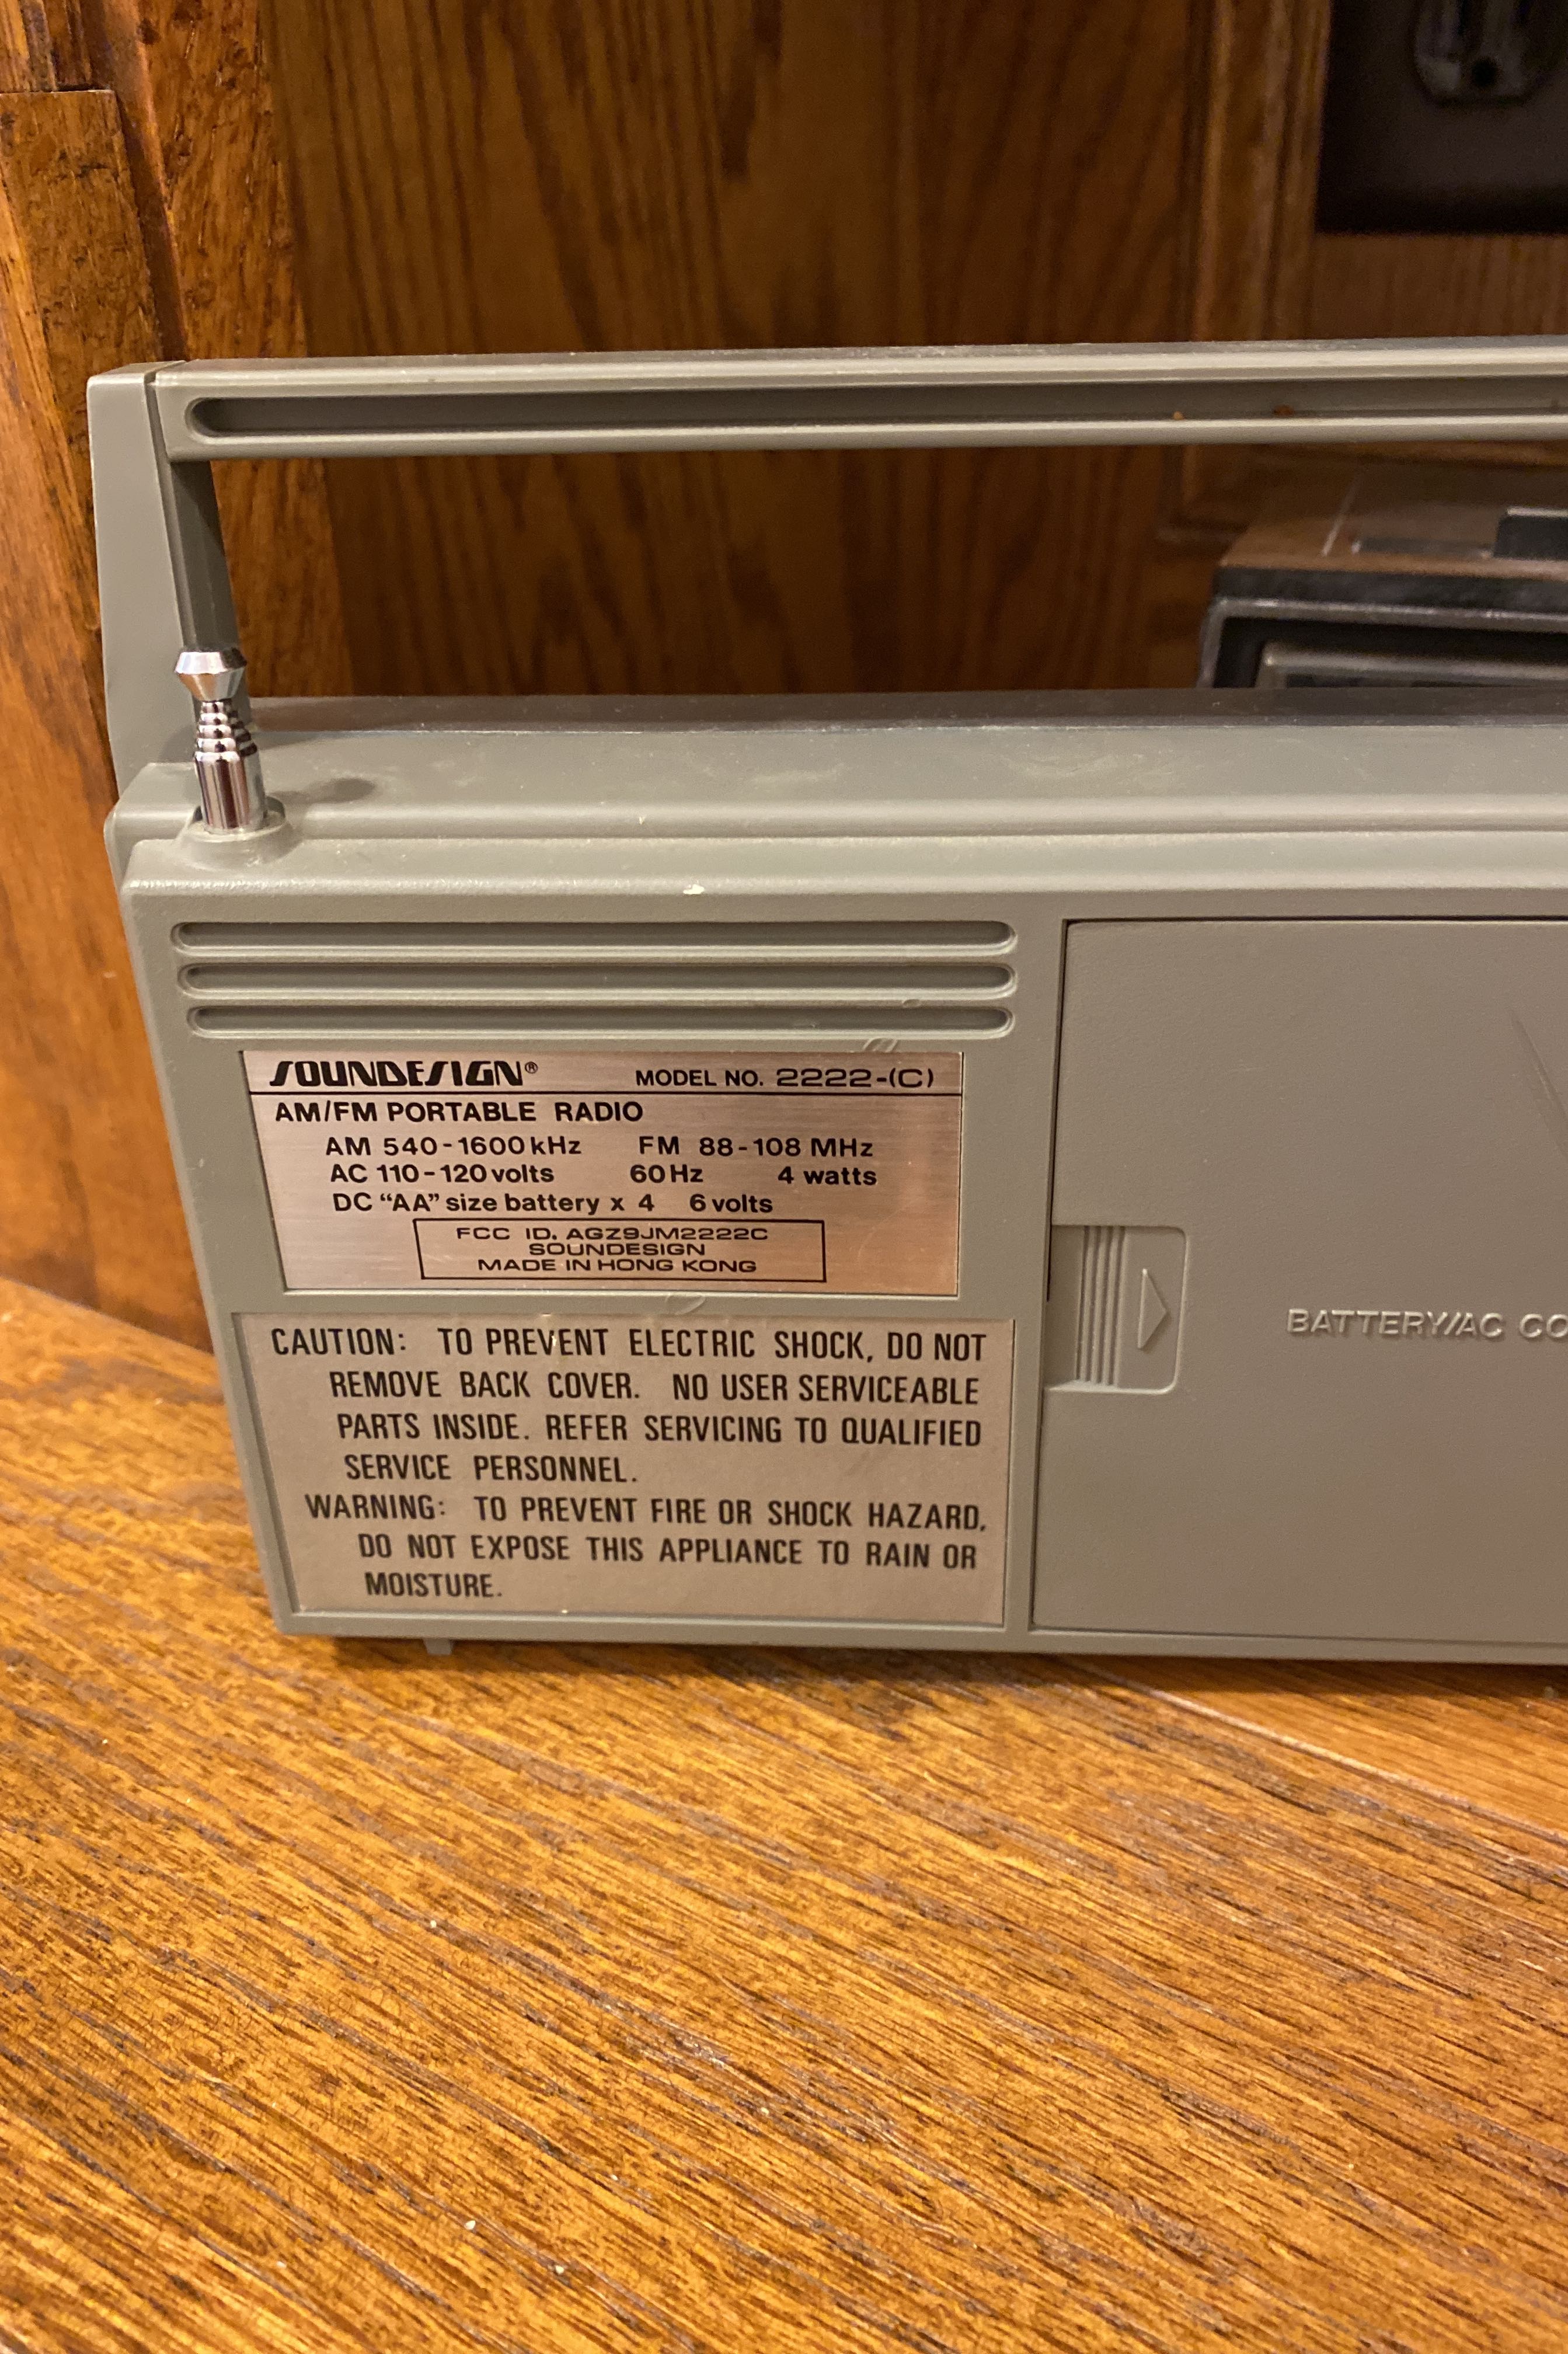 SOUNDESIGN® MODEL NO. 2222-(C)
AM/FM PORTABLE RADIO
AM 540-1600 kHz FM 88-108 MHz
AC 110-120 volts 60 Hz 4 watts
DC "AA" size battery x 4 6 volts
FCC ID. AGZ9JM2222C
SOUNDESIGN
MADE IN HONG KONG
CAUTION: TO PREVENT ELECTRIC SHOCK, DO NOT
REMOVE BACK COVER. NO USER SERVICEABLE
PARTS INSIDE. REFER SERVICING TO QUALIFIED
SERVICE PERSONNEL.
WARNING: TO PREVENT FIRE OR SHOCK HAZARD,
DO NOT EXPOSE THIS APPLIANCE TO RAIN OR
MOISTURE.
BATTERY/AC CO